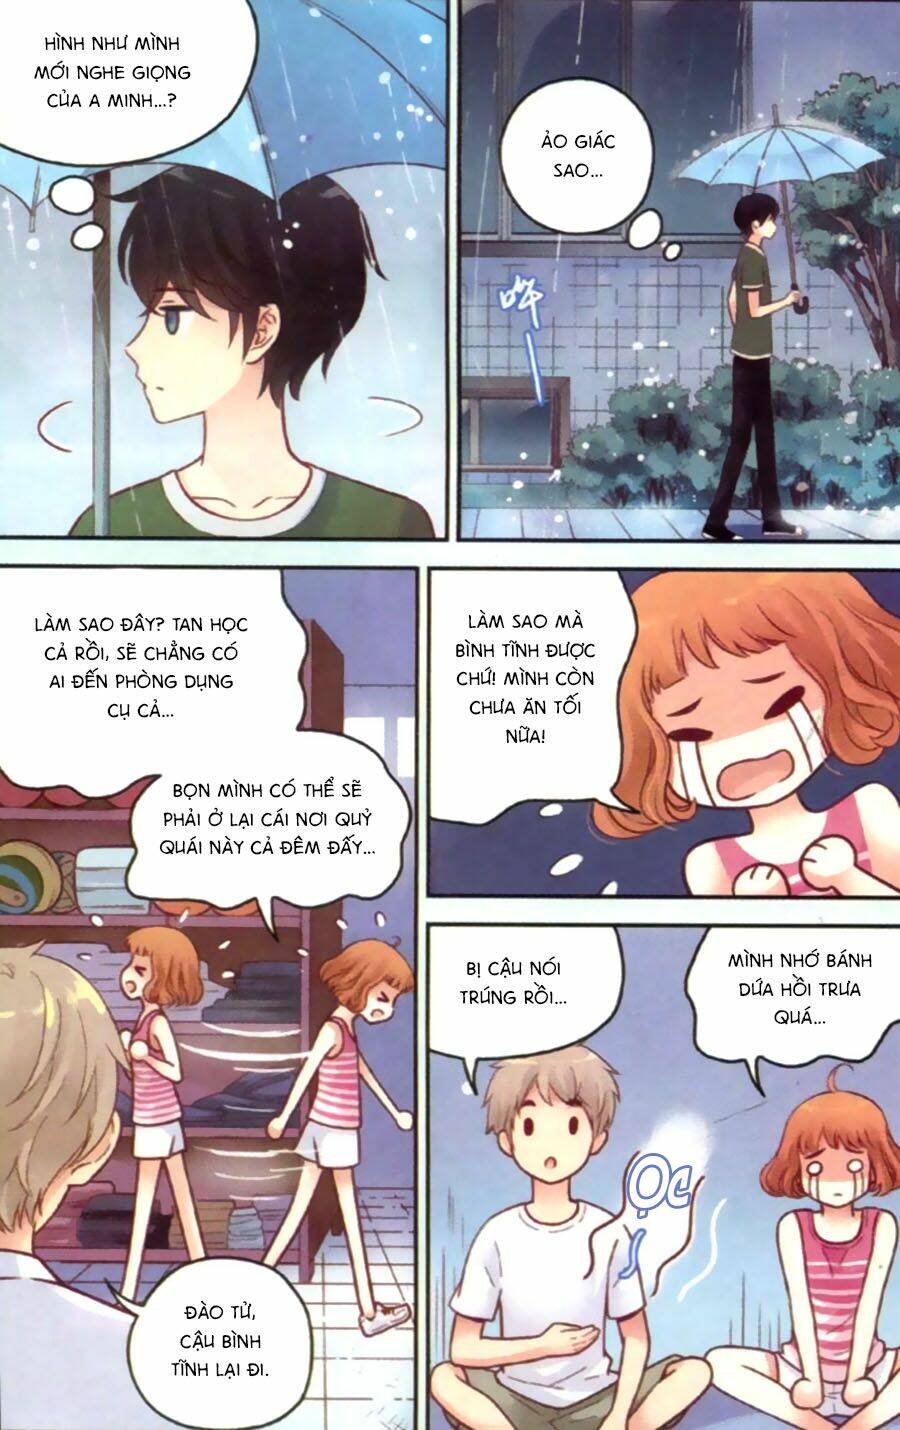 HÌNH NHƯ MÌNH
MỚI NGHE GIỌNG
CỦA A MINH...?
ẢO GIÁC
SAO...
LÀM SAO ĐÂY? TAN HỌC
CẢ RỒI, SẼ CHẲNG CÓ
AI ĐẾN PHÒNG DỤNG
CỤ CẢ...
BỌN MÌNH CÓ THỂ SẼ
PHẢI Ở LẠI CÁI NƠI QUỶ
QUÁI NÀY CẢ ĐÊM ĐẤY...
ĐÀO TỬ,
CẬU BÌNH
TĨNH LẠI ĐI.
LÀM SAO MÀ
BÌNH TĨNH ĐƯỢC
CHỨ! MÌNH CÒN
CHƯA ĂN TỐI
NỮA!
BỊ CẬU NÓI
TRÚNG RỒI...
MÌNH NHỚ BÁNH
DỨA HỒI TRƯA
QUÁ...
ỌC